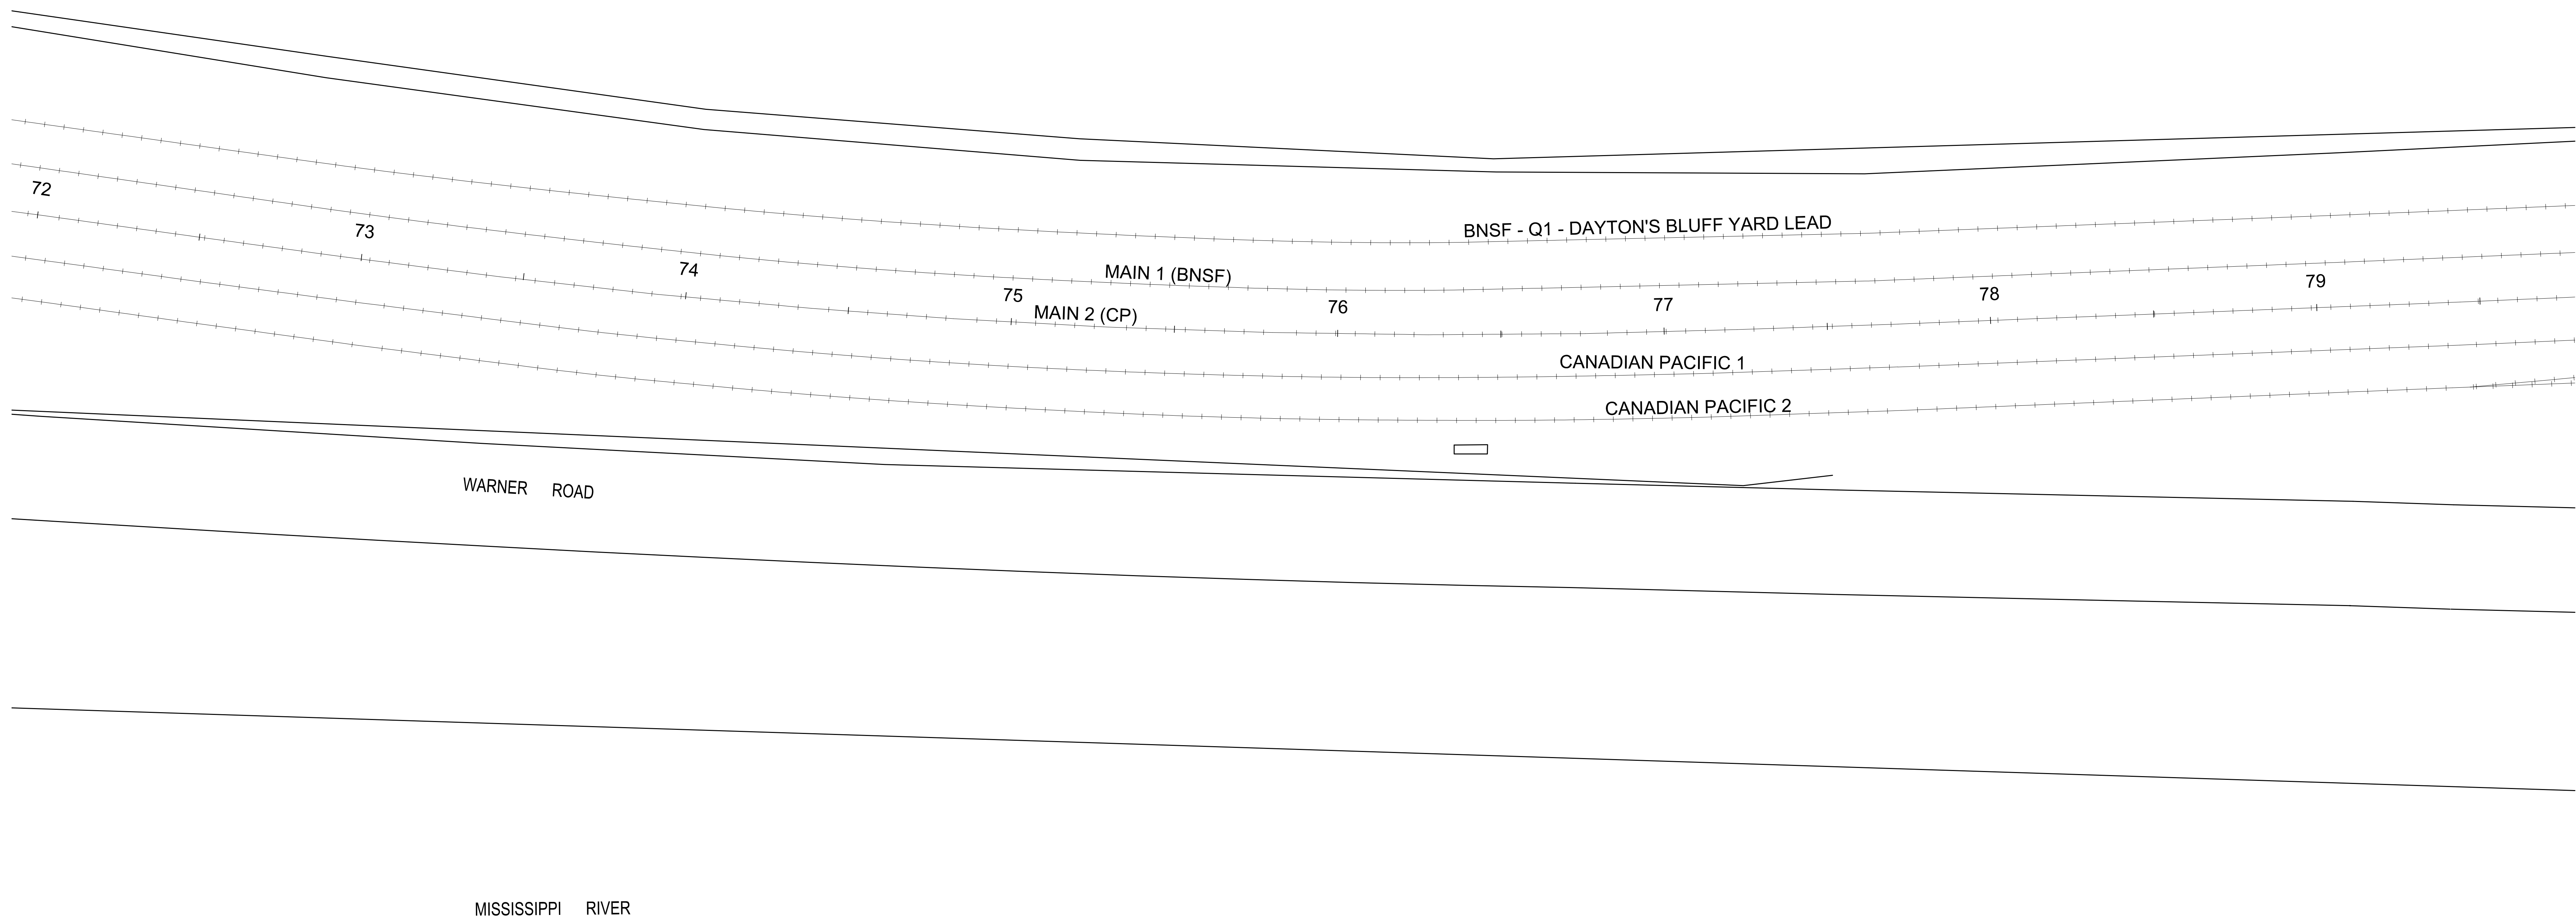 72
73
74
75
76
77
78
79
BNSF - Q1 - DAYTON'S BLUFF YARD LEAD
MAIN 1 (BNSF)
MAIN 2 (CP)
CANADIAN PACIFIC 1
CANADIAN PACIFIC 2
WARNER ROAD
MISSISSIPPI RIVER